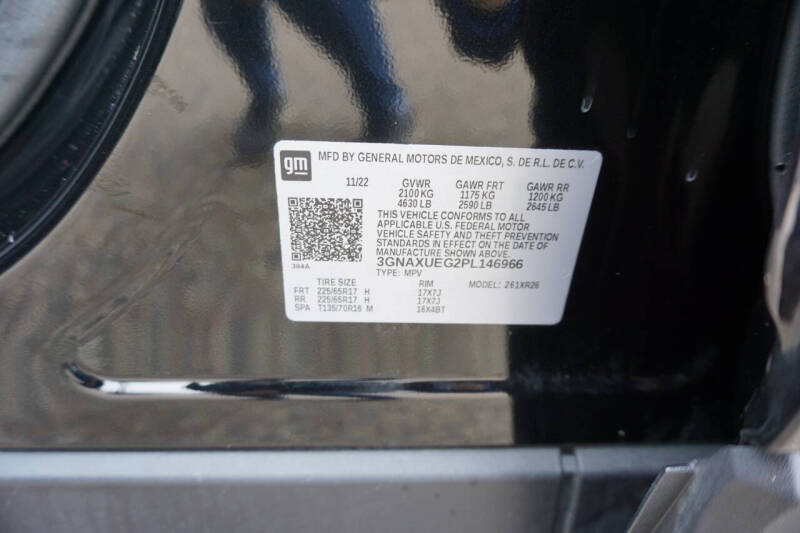 gm MFD BY GENERAL MOTORS DE MEXICO, S. DE R.L. DE C.V.
11/22 GVWR GAWR FRT GAWR RR
2100 KG 1175 KG 1200 KG
4630 LB 2590 LB 2645 LB
THIS VEHICLE CONFORMS TO ALL
APPLICABLE U.S. FEDERAL MOTOR
VEHICLE SAFETY AND THEFT PREVENTION
STANDARDS IN EFFECT ON THE DATE OF
MANUFACTURE SHOWN ABOVE.
394A 3GNAXUEG2PL146966
TYPE: MPV
TIRE SIZE RIM MODEL: 261XR26
FRT 225/65R17 H 17X7J
RR 225/65R17 H 17X7J
SPA T135/70R16 M 16X4BT